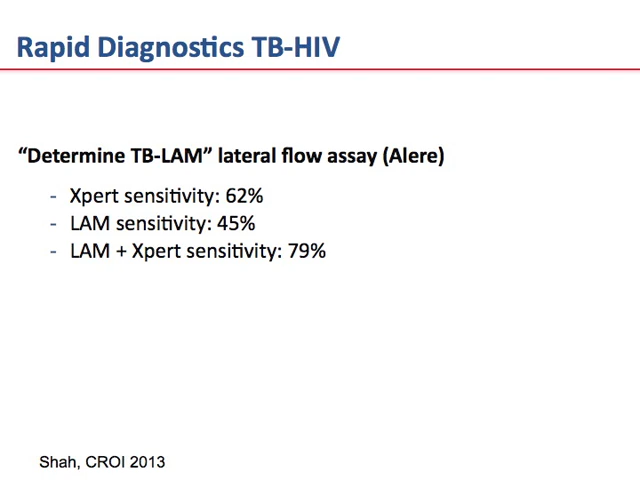 Rapid Diagnostics TB-HIV
“Determine TB-LAM” lateral flow assay (Alere)
- Xpert sensitivity: 62%
- LAM sensitivity: 45%
- LAM + Xpert sensitivity: 79%
Shah, CROI 2013